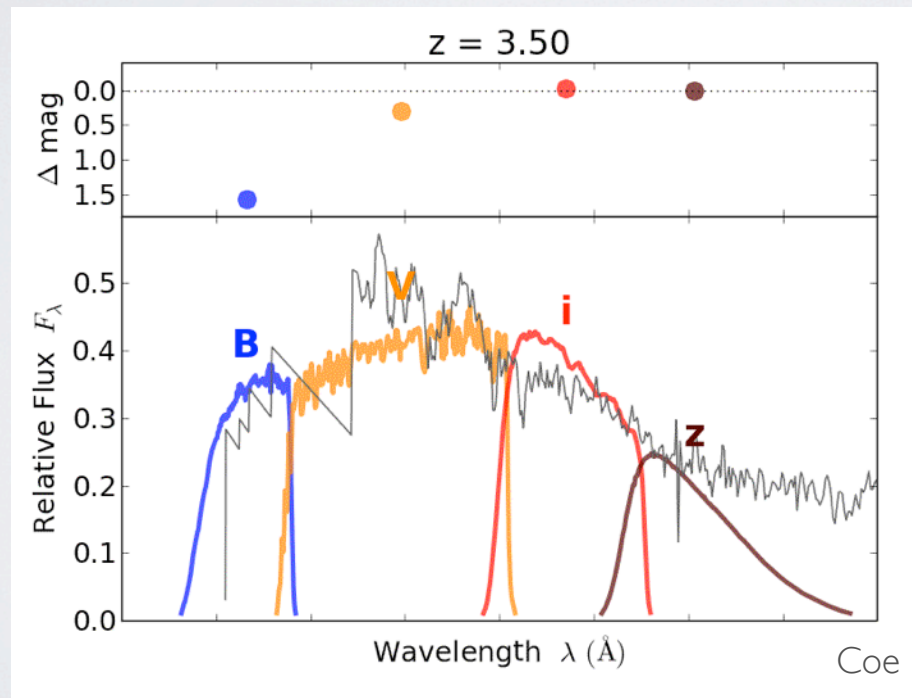 z = 3.50
Δ mag
0.0
0.5
1.0
1.5
Relative Flux F_λ
0.5
0.4
0.3
0.2
0.1
0.0
B
V
i
z
Wavelength λ (Å)
Coe